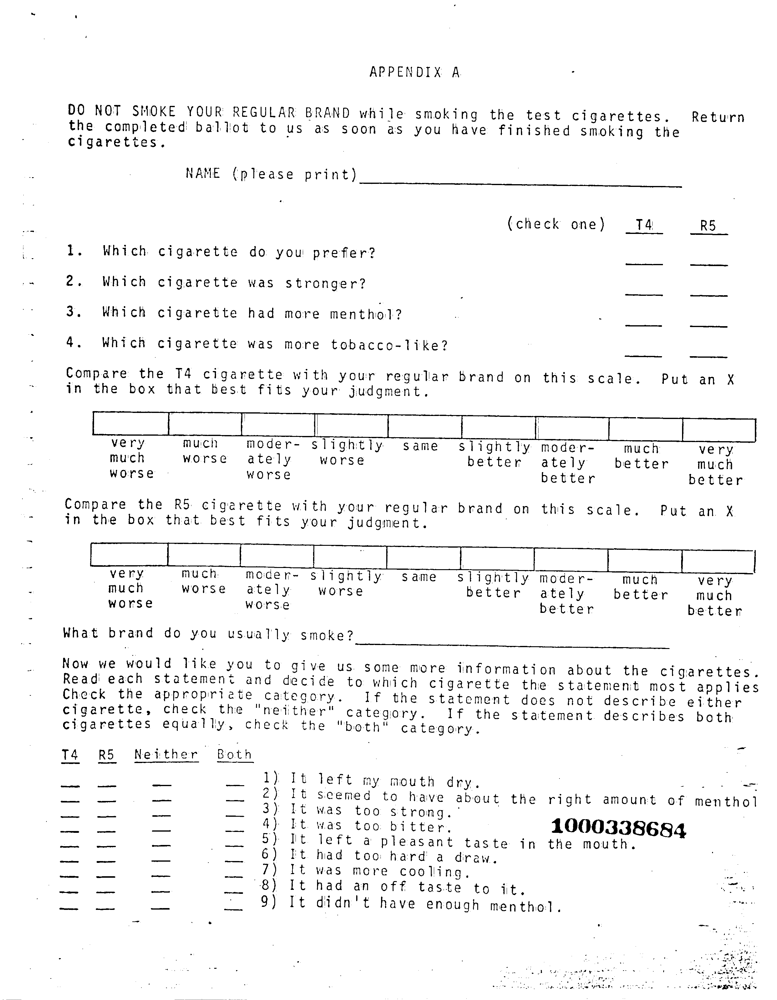 APPENDIX A
DO NOT SMOKE YOUR REGULAR BRAND while smoking the test cigarettes. Return
the completed ballot to us as soon as you have finished smoking the
cigarettes.
NAME (please print)
(check one) T4 R5
1. Which cigarette do you prefer?
2. Which cigarette was stronger?
3. Which cigarette had more menthol?
4. Which cigarette was more tobacco-like?
Compare the T4 cigarette with your regular brand on this scale. Put an X
in the box that best fits your judgment.
very much moder- slightly same slightly moder- much very
much worse ately worse better ately better much
worse worse better better
Compare the R5 cigarette with your regular brand on this scale. Put an X
in the box that best fits your judgment.
very much moder- slightly same slightly moder- much very
much worse ately worse better ately better much
worse worse better better
What brand do you usually smoke?
Now we would like you to give us some more information about the cigarettes.
Read each statement and decide to which cigarette the statement most applies
Check the appropriate category. If the statement does not describe either
cigarette, check the "neither" category. If the statement describes both
cigarettes equally, check the "both" category.
T4 R5 Neither Both
1) It left my mouth dry.
2) It seemed to have about the right amount of menthol
3) It was too strong.
4) It was too bitter.
1000338684
5) It left a pleasant taste in the mouth.
6) It had too hard a draw.
7) It was more cooling.
8) It had an off taste to it.
9) It didn't have enough menthol.